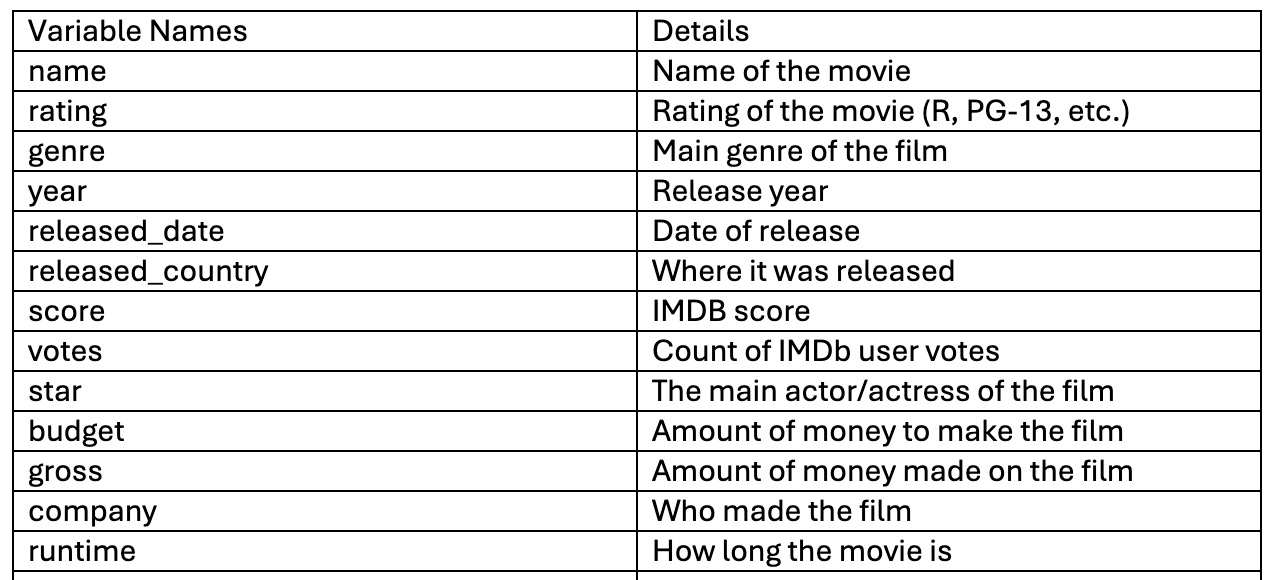 Variable Names Details
name Name of the movie
rating Rating of the movie (R, PG-13, etc.)
genre Main genre of the film
year Release year
released_date Date of release
released_country Where it was released
score IMDB score
votes Count of IMDb user votes
star The main actor/actress of the film
budget Amount of money to make the film
gross Amount of money made on the film
company Who made the film
runtime How long the movie is